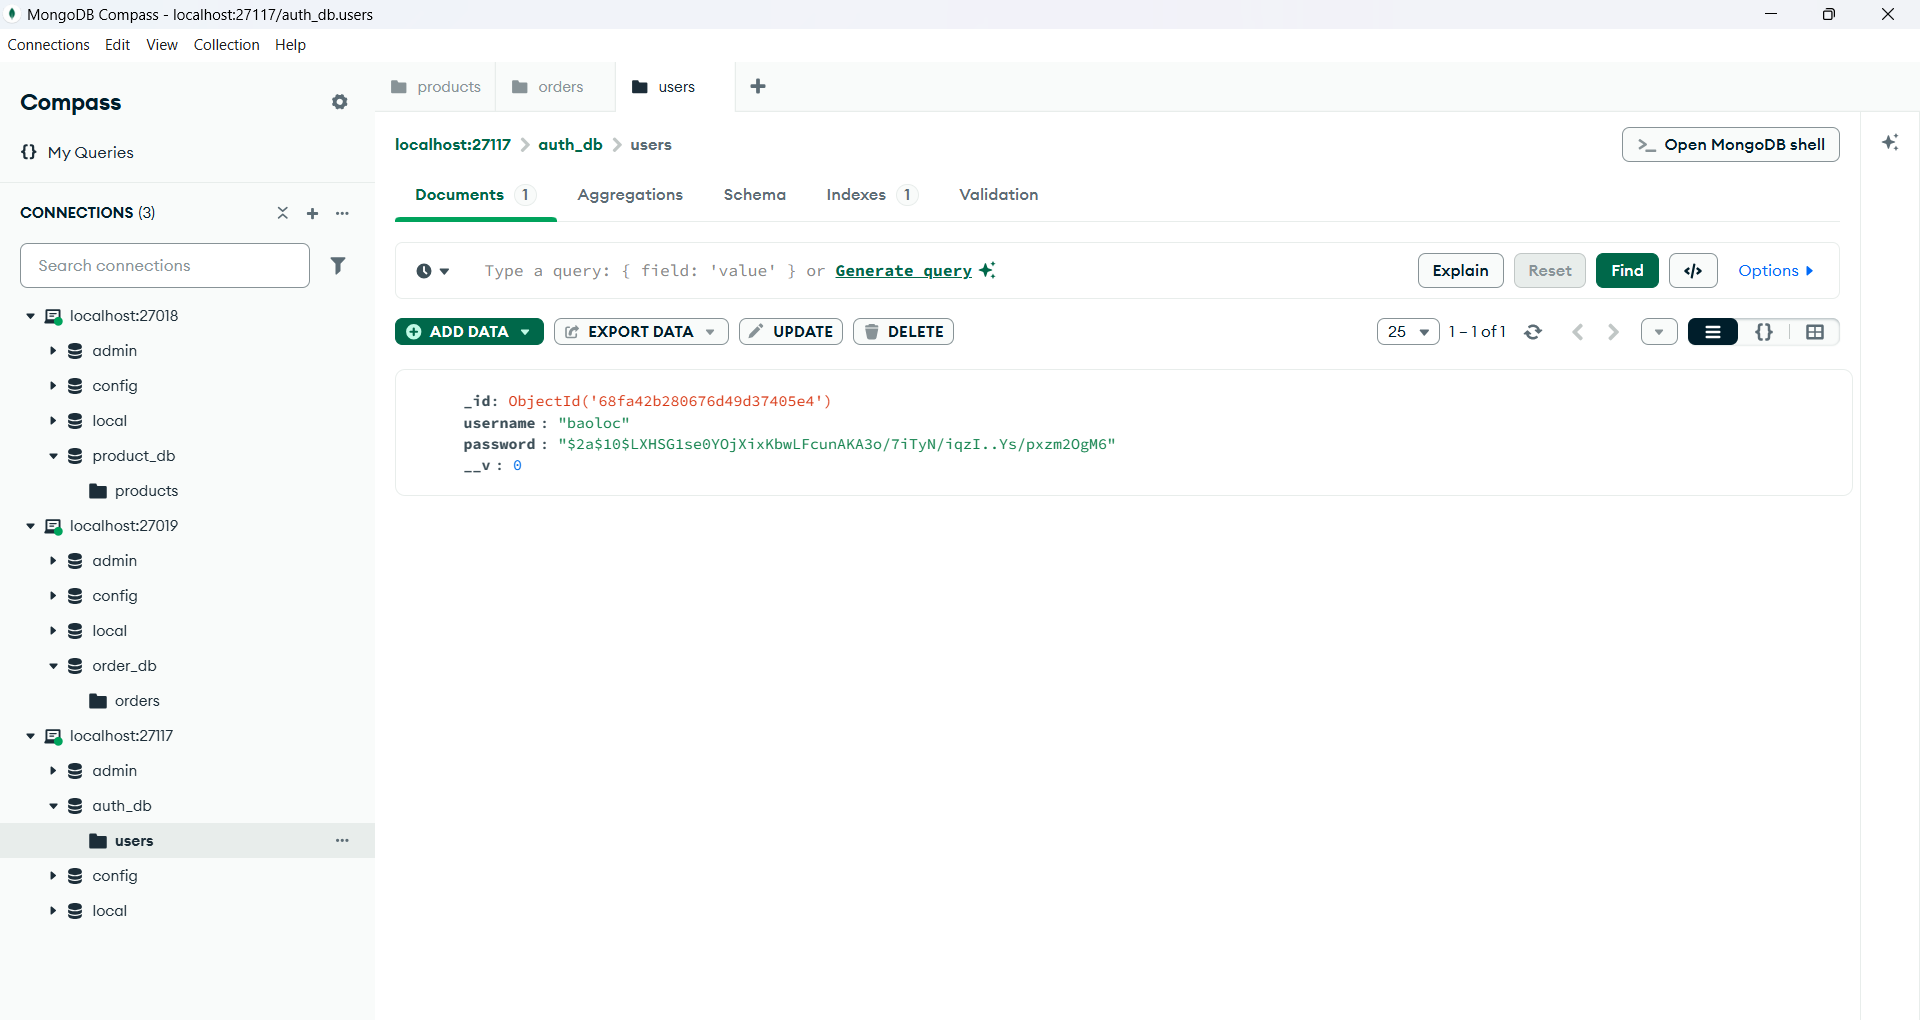 MongoDB Compass - localhost:27117/auth_db.users
Connections Edit View Collection Help
Compass
{} My Queries
CONNECTIONS (3)
Search connections
localhost:27018
admin
config
local
product_db
products
localhost:27019
admin
config
local
order_db
orders
localhost:27117
admin
auth_db
users
config
local
products orders users
localhost:27117 > auth_db > users
>_ Open MongoDB shell
Documents 1 Aggregations Schema Indexes 1 Validation
Type a query: { field: 'value' } or Generate query
Explain Reset Find </> Options
ADD DATA EXPORT DATA UPDATE DELETE
25 1 – 1 of 1 {}
_id: ObjectId('68fa42b280676d49d37405e4')
username : "baoloc"
password : "$2a$10$LXHSG1se0YOjXixKbwLFcunAKA3o/7iTyN/iqzI..Ys/pxzm2OgM6"
__v : 0